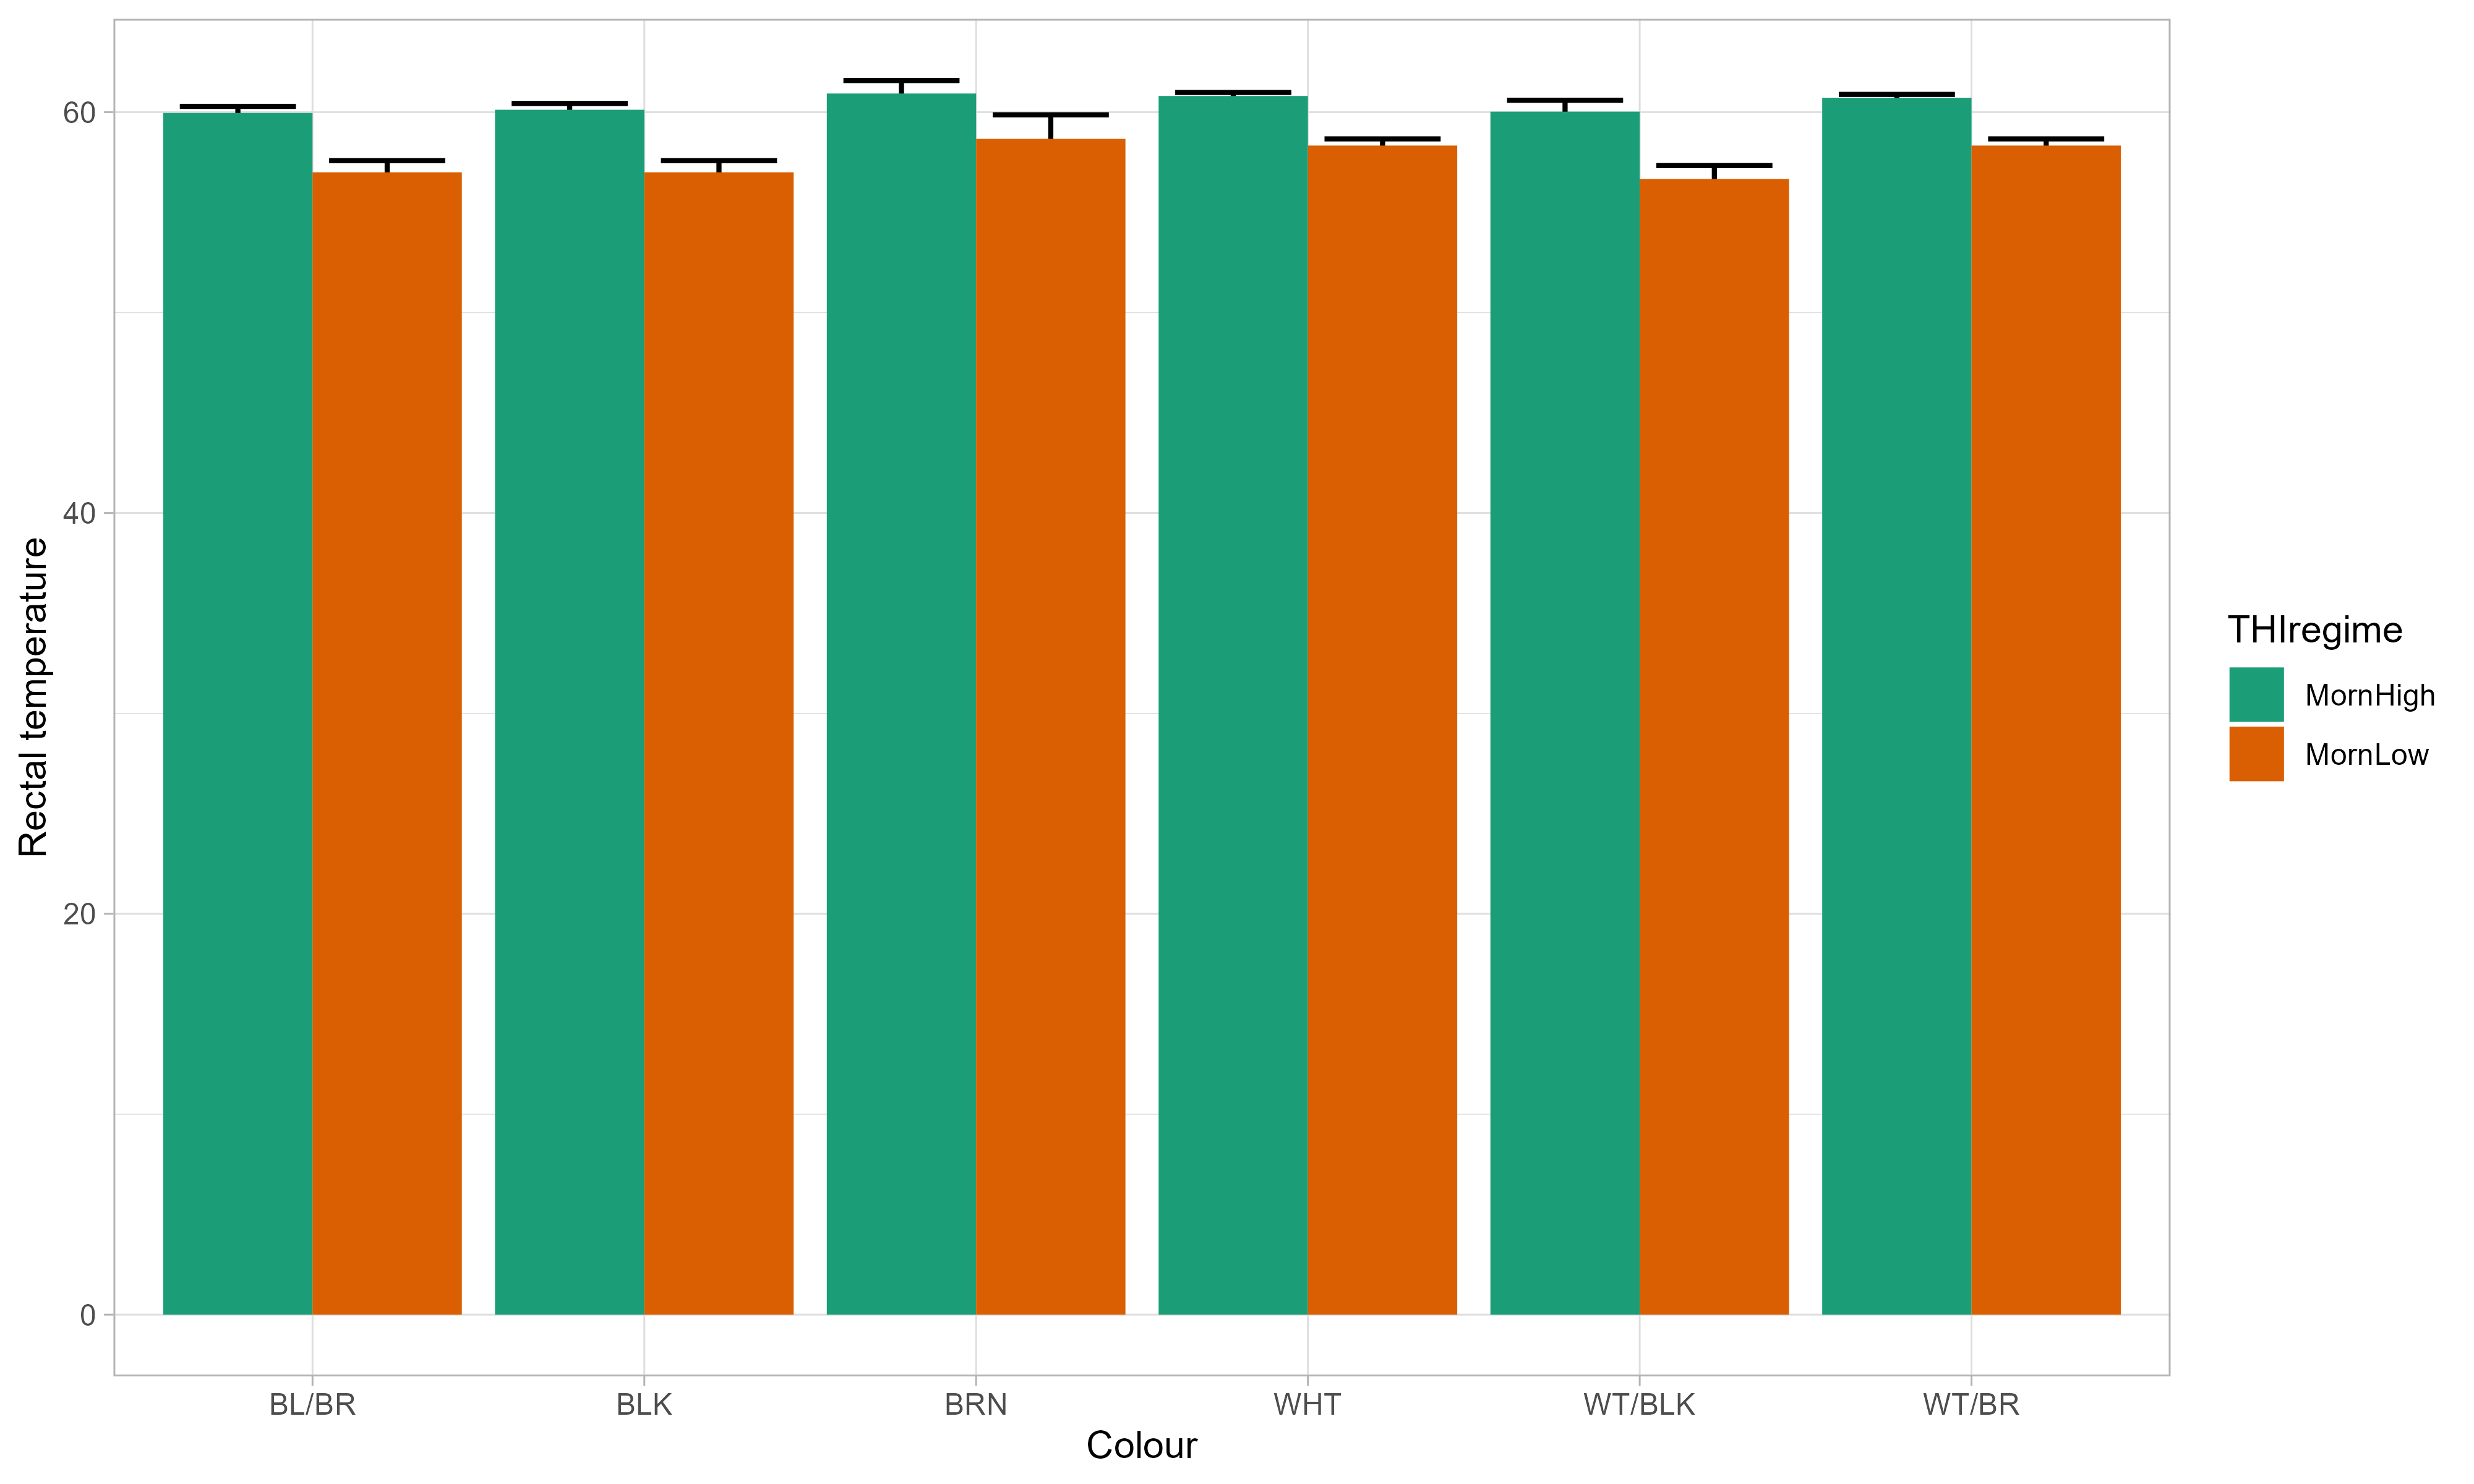 Rectal temperature
60
40
20
0
BL/BR
BLK
BRN
WHT
WT/BLK
WT/BR
Colour
THIregime
MornHigh
MornLow